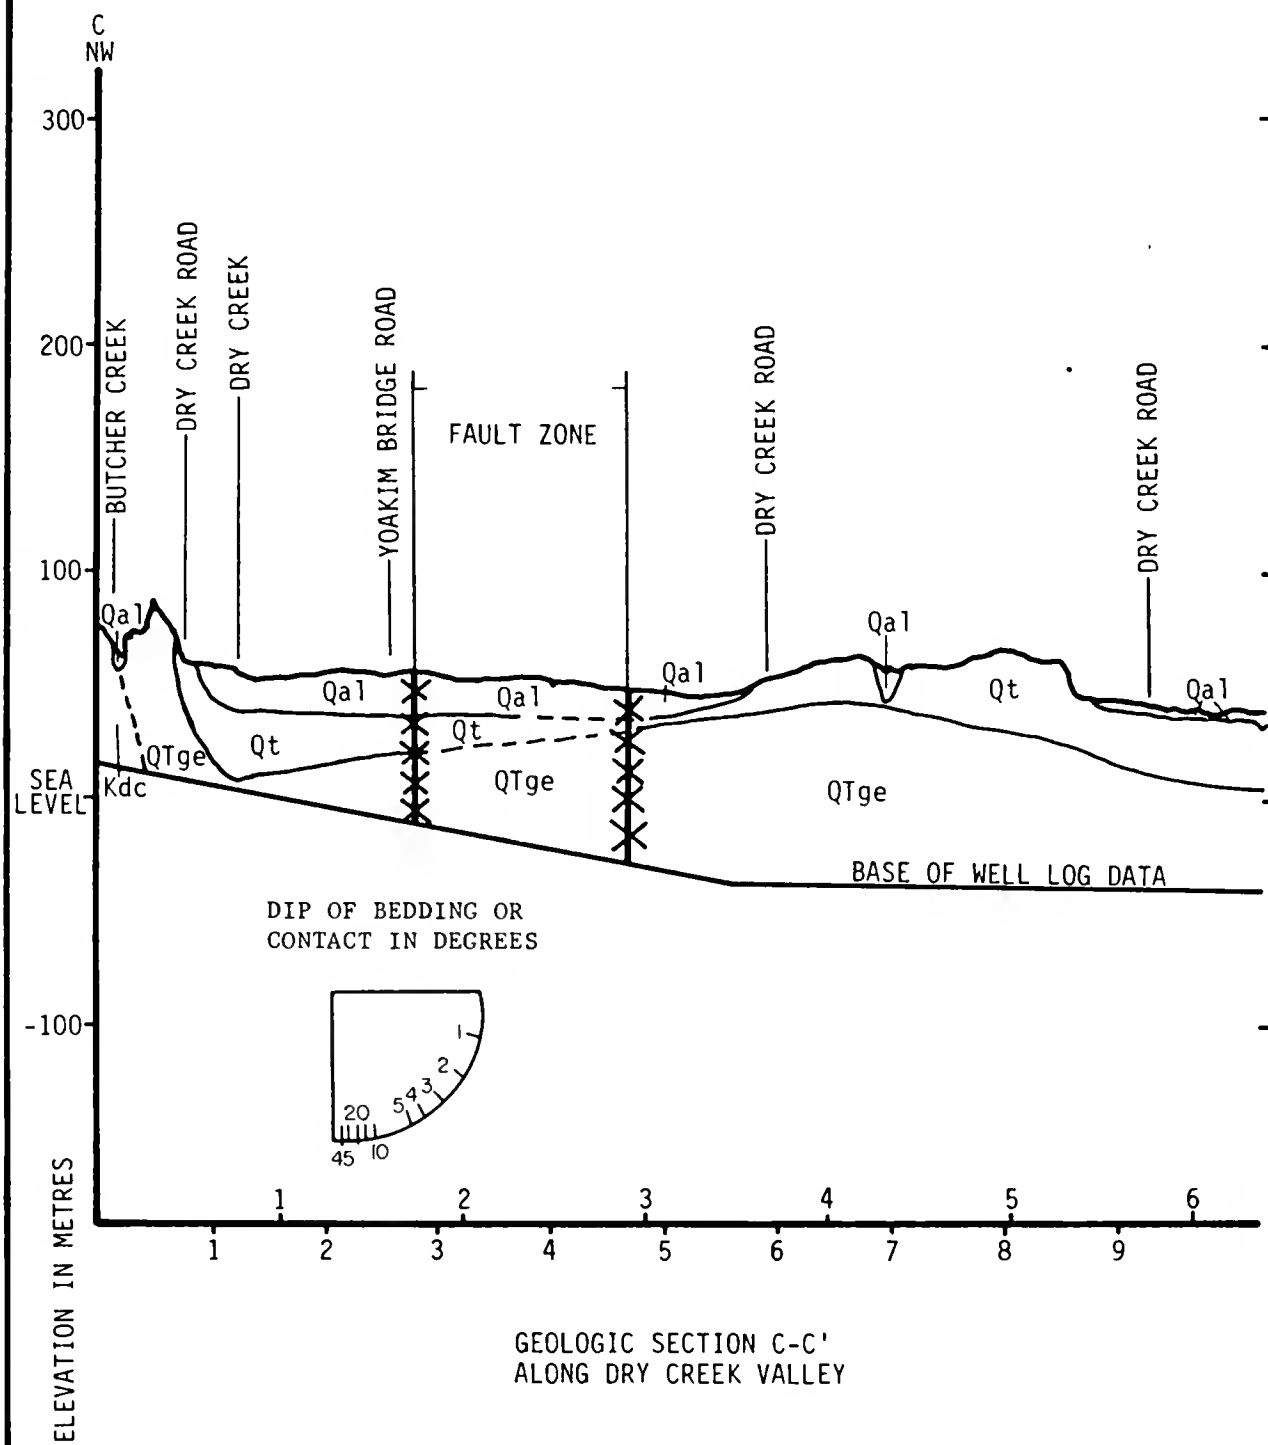 C
NW
300
200
100
SEA
LEVEL
-100
ELEVATION IN METRES
BUTCHER CREEK
DRY CREEK ROAD
DRY CREEK
YOAKIM BRIDGE ROAD
FAULT ZONE
DRY CREEK ROAD
DRY CREEK ROAD
Qal
Qal
Qal
Qal
Qal
Qal
Qt
Qt
Qt
QTge
QTge
QTge
Kdc
BASE OF WELL LOG DATA
DIP OF BEDDING OR
CONTACT IN DEGREES
1
2
3
4
5
10
20
45
1 2 3 4 5 6
1 2 3 4 5 6 7 8 9
GEOLOGIC SECTION C-C'
ALONG DRY CREEK VALLEY